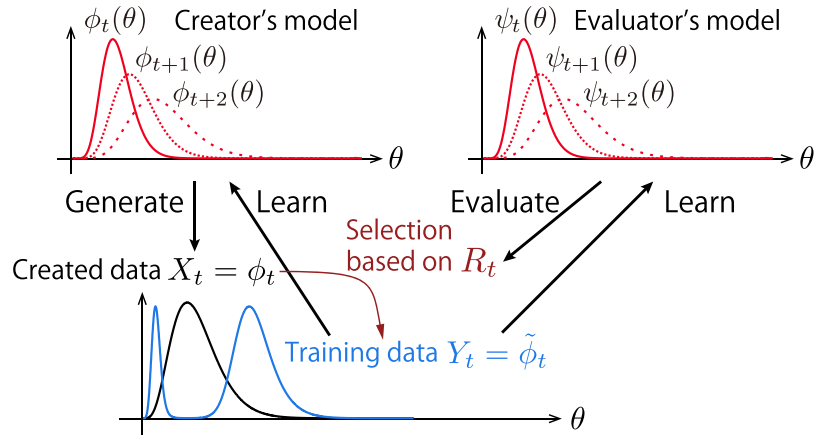 Creator's model
ϕ_t(θ)
ϕ_{t+1}(θ)
ϕ_{t+2}(θ)
θ
Evaluator's model
ψ_t(θ)
ψ_{t+1}(θ)
ψ_{t+2}(θ)
θ
Generate
Learn
Evaluate
Learn
Selection
based on R_t
Created data X_t = ϕ_t
Training data Y_t = ϕ̃_t
θ